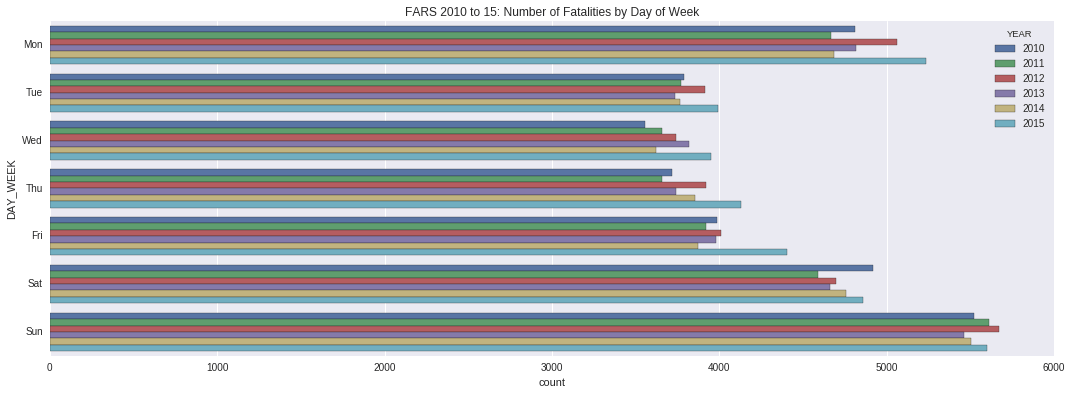 FARS 2010 to 15: Number of Fatalities by Day of Week
YEAR
2010
2011
2012
2013
2014
2015
DAY_WEEK
Mon
Tue
Wed
Thu
Fri
Sat
Sun
0 1000 2000 3000 4000 5000 6000
count